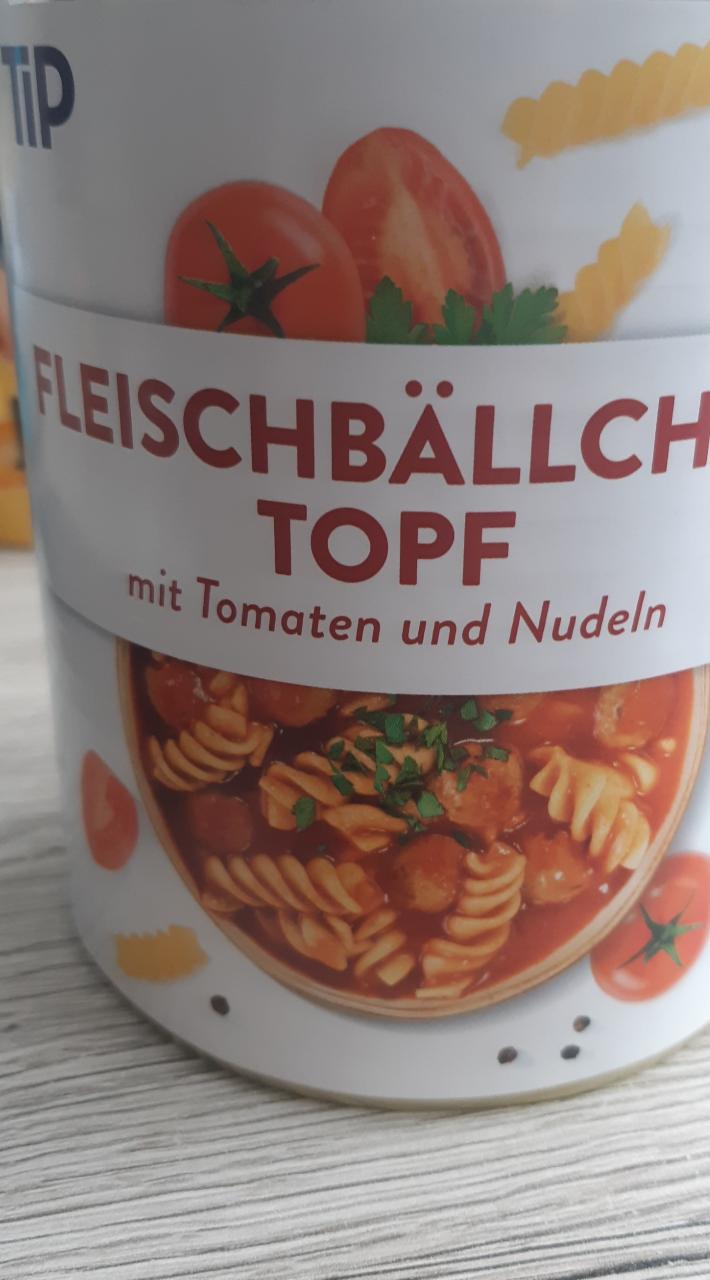 TiP
FLEISCHBÄLLCH
TOPF
mit Tomaten und Nudeln